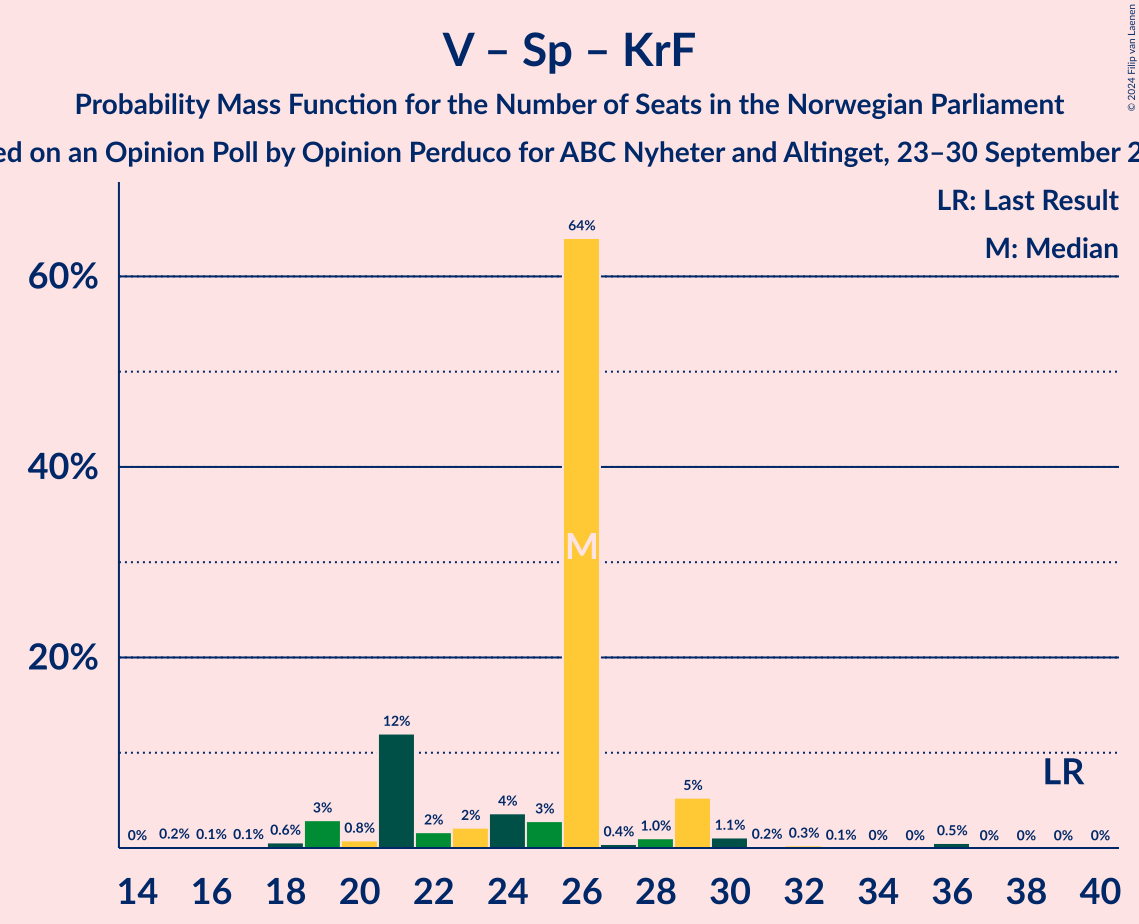 V – Sp – KrF
Probability Mass Function for the Number of Seats in the Norwegian Parliament
ed on an Opinion Poll by Opinion Perduco for ABC Nyheter and Altinget, 23–30 September 2
© 2024 Filip van Laenen
LR: Last Result
M: Median
60%
40%
20%
0% 0.2% 0.1% 0.1% 0.6% 3% 0.8% 12% 2% 2% 4% 3% 64% 0.4% 1.0% 5% 1.1% 0.2% 0.3% 0.1% 0% 0% 0.5% 0% 0% 0% 0%
M
LR
14 16 18 20 22 24 26 28 30 32 34 36 38 40